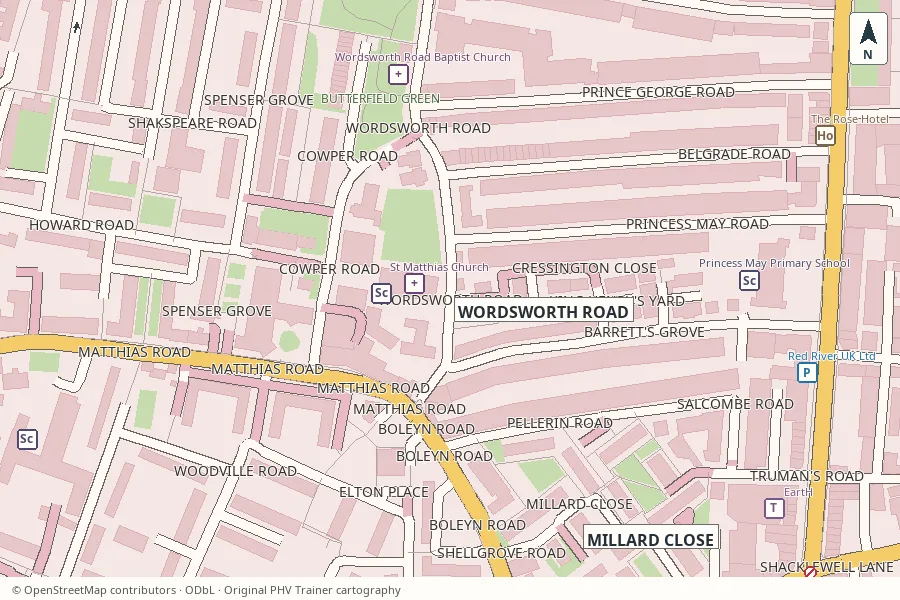 N
Wordsworth Road Baptist Church
PRINCE GEORGE ROAD
SPENSER GROVE
BUTTERFIELD GREEN
The Rose Hotel
SHAKSPEARE ROAD
WORDSWORTH ROAD
Ho
COWPER ROAD
BELGRADE ROAD
HOWARD ROAD
PRINCESS MAY ROAD
Princess May Primary School
COWPER ROAD
St Matthias Church
CRESSINGTON CLOSE
Sc
Sc
WORDSWORTH ROAD
'S YARD
SPENSER GROVE
WORDSWORTH ROAD
BARRETT'S GROVE
MATTHIAS ROAD
Red River UK Ltd
MATTHIAS ROAD
P
MATTHIAS ROAD
MATTHIAS ROAD
SALCOMBE ROAD
BOLEYN ROAD
PELLERIN ROAD
Sc
BOLEYN ROAD
WOODVILLE ROAD
TRUMAN'S ROAD
ELTON PLACE
EartH
MILLARD CLOSE
T
BOLEYN ROAD
MILLARD CLOSE
SHELLGROVE ROAD
SHACKLEWELL LANE
© OpenStreetMap contributors · ODbL · Original PHV Trainer cartography